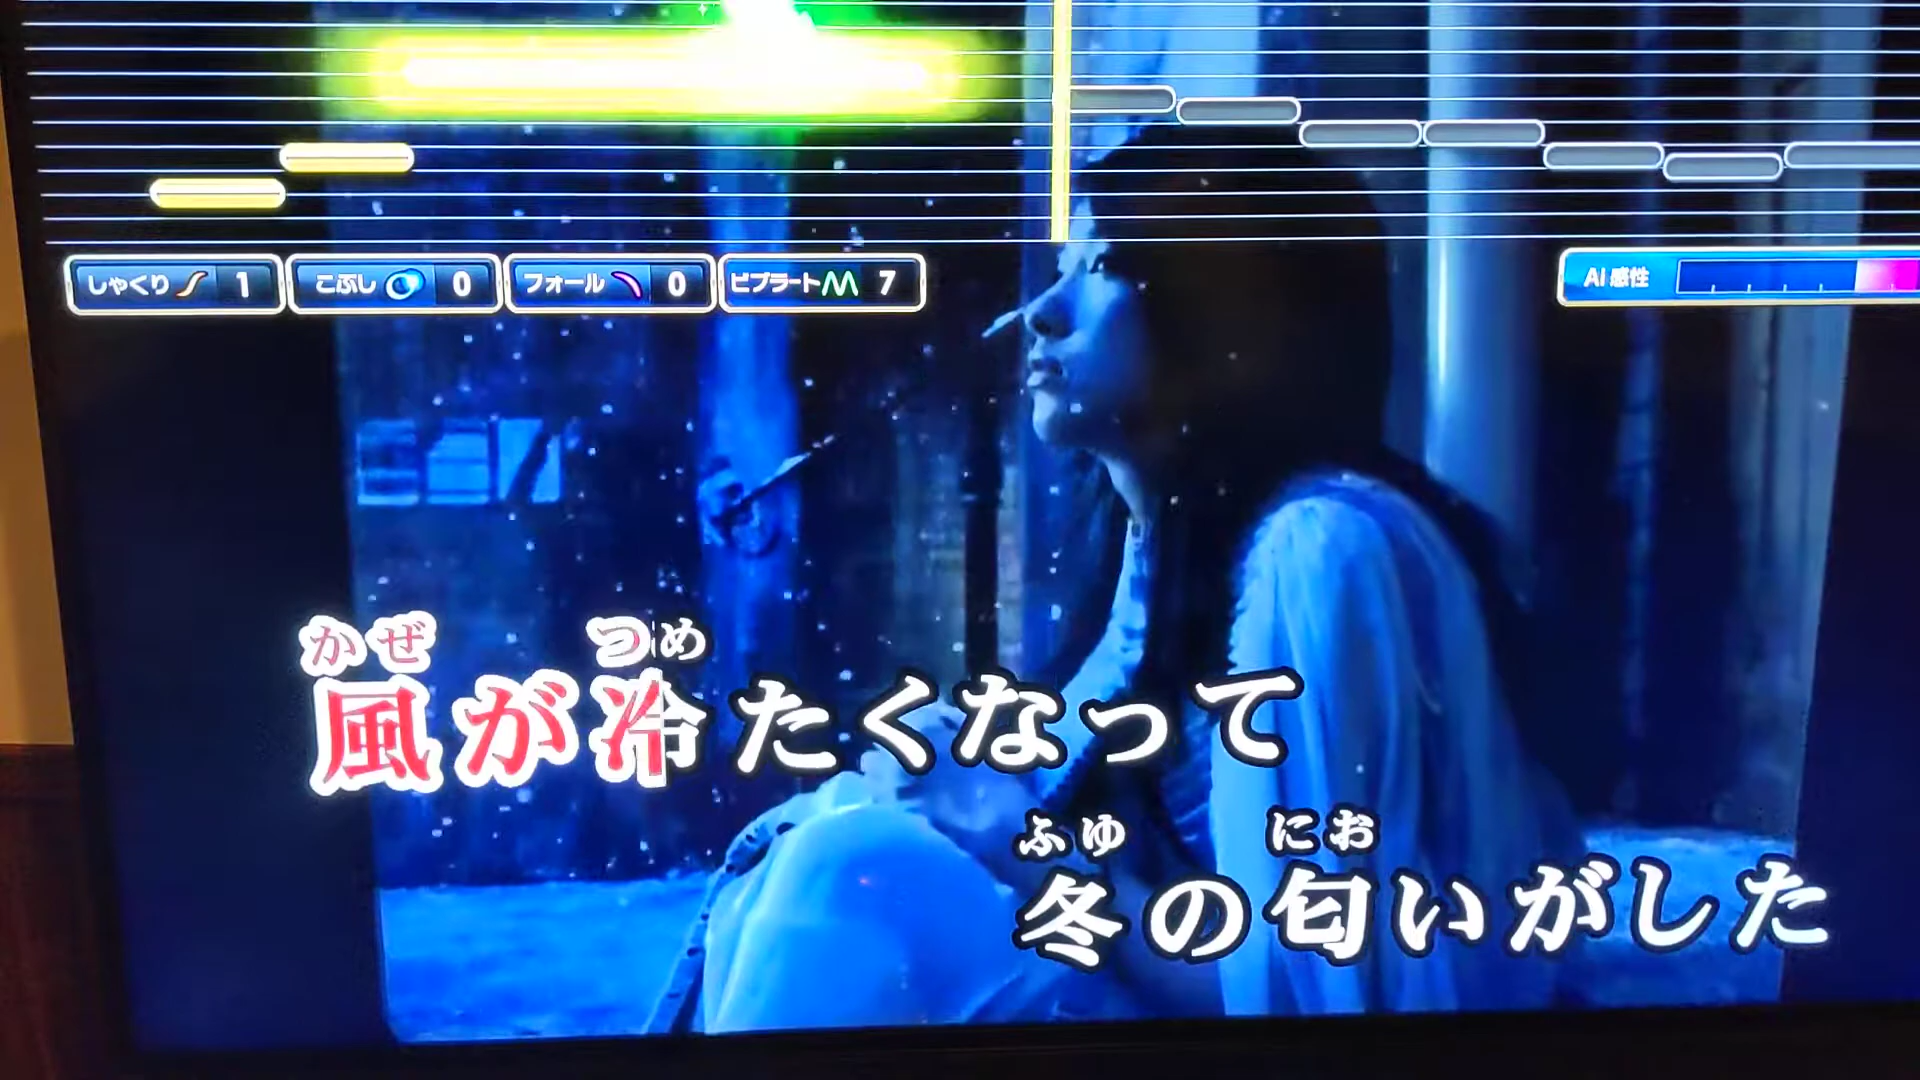 しゃくり 1 こぶし 0 フォール 0 ビブラート 7 AI 感性
かぜ つめ
風が冷たくなって
ふゆ にお
冬の匂いがした